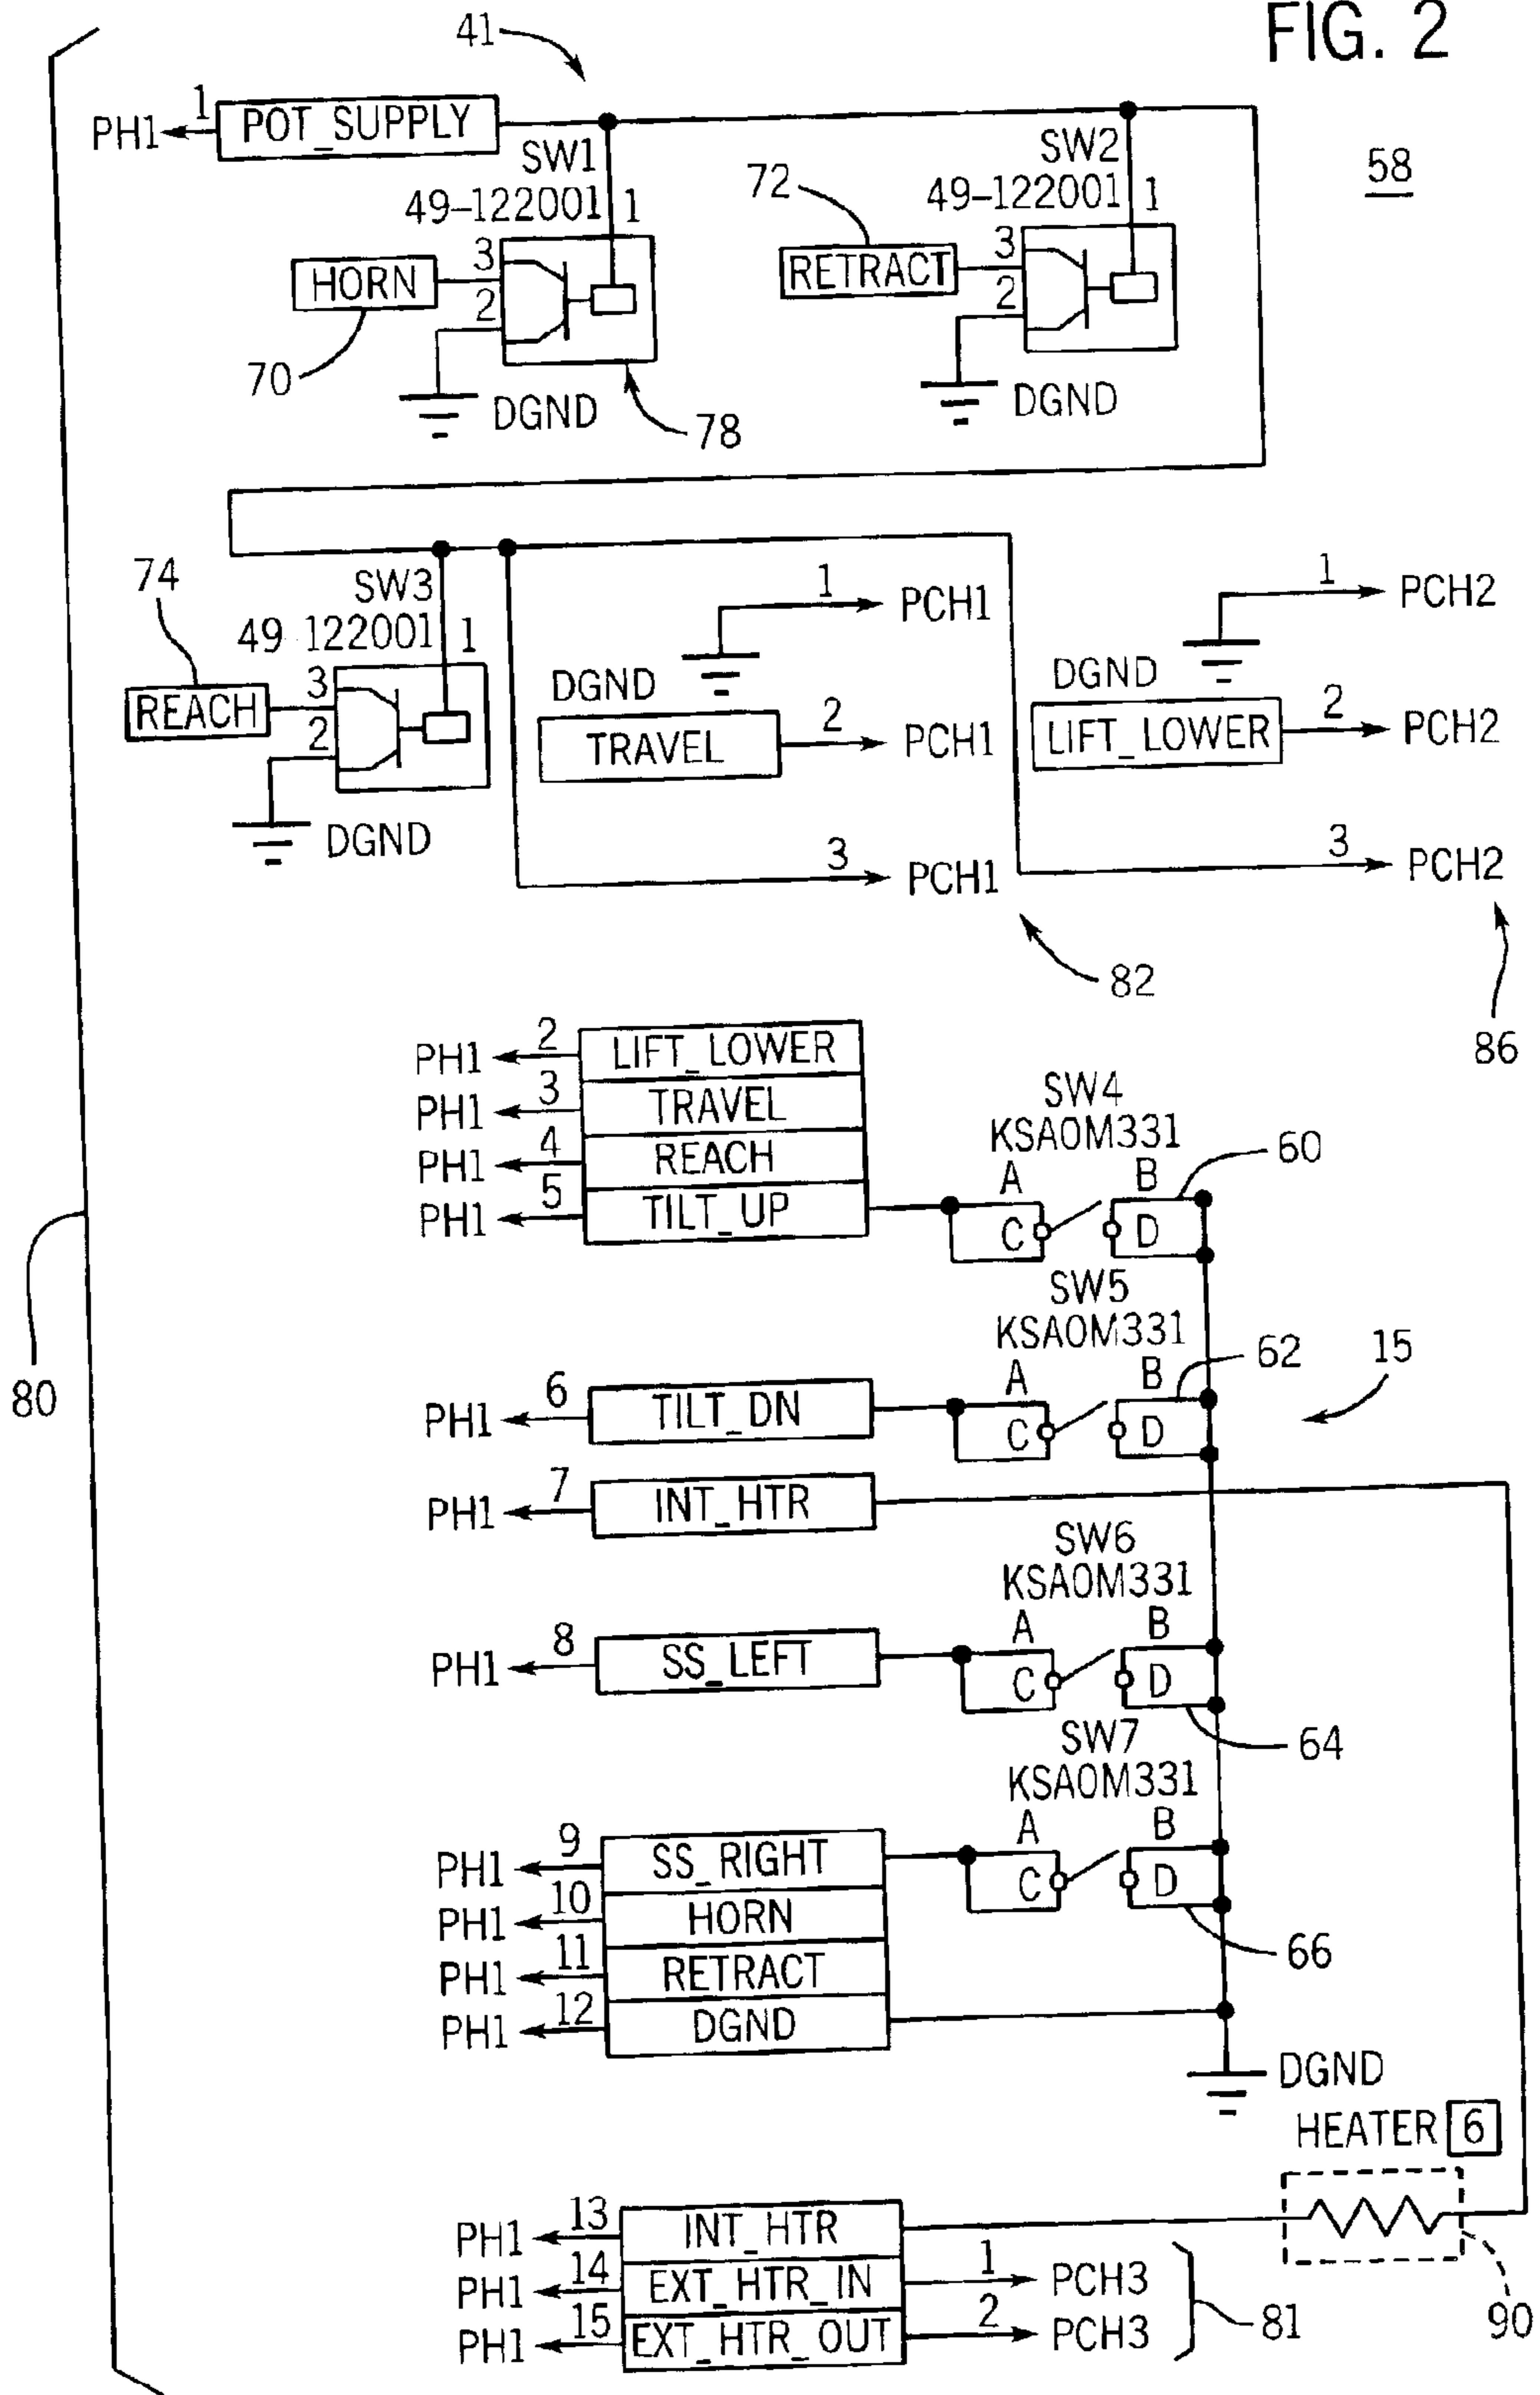 FIG. 2
41
58
PH1 1 POT_SUPPLY
SW1
49-122001 1
HORN 3
2
70
DGND
78
SW2
49-122001 1
72
RETRACT 3
2
DGND
74
SW3
49 122001 1
REACH 3
2
DGND
1 PCH1
DGND
TRAVEL 2 PCH1
3 PCH1
82
1 PCH2
DGND
LIFT_LOWER 2 PCH2
3 PCH2
86
80
PH1 2 LIFT_LOWER
PH1 3 TRAVEL
PH1 4 REACH
PH1 5 TILT_UP
SW4
KSA0M331
A B 60
C D
SW5
KSA0M331
A B 62
15
PH1 6 TILT_DN
C D
PH1 7 INT_HTR
SW6
KSA0M331
A B
PH1 8 SS_LEFT
C D
64
SW7
KSA0M331
A B
PH1 9 SS_RIGHT
C D
66
PH1 10 HORN
PH1 11 RETRACT
PH1 12 DGND
DGND
HEATER 6
90
PH1 13 INT_HTR
PH1 14 EXT_HTR_IN 1 PCH3
PH1 15 EXT_HTR_OUT 2 PCH3
81